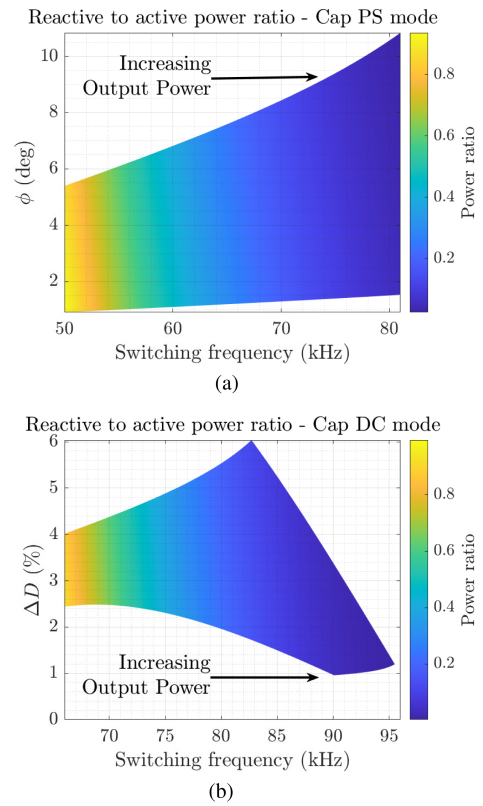 Reactive to active power ratio - Cap PS mode
10
8
6
4
2
ϕ (deg)
Increasing
Output Power
0.8
0.6
0.4
0.2
Power ratio
50
60
70
80
Switching frequency (kHz)
(a)
Reactive to active power ratio - Cap DC mode
6
5
4
3
2
1
0
ΔD (%)
Increasing
Output Power
0.8
0.6
0.4
0.2
Power ratio
70
75
80
85
90
95
Switching frequency (kHz)
(b)